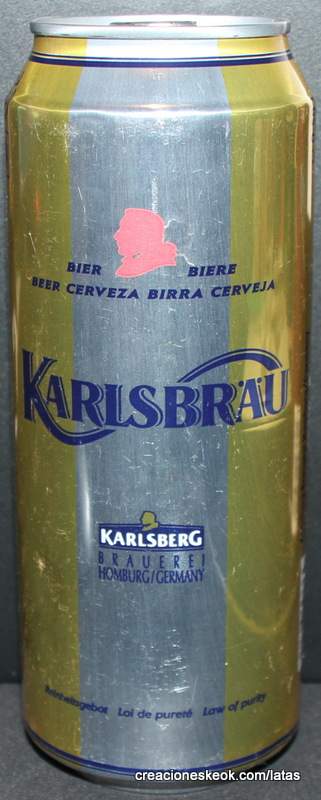 BIER BIERE
BEER CERVEZA BIRRA CERVEJA
KARLSBRÄU
KARLSBERG
BRAUEREI
HOMBURG/GERMANY
Reinheitsgebot Loi de pureté Law of purity
creacioneskeok.com/latas